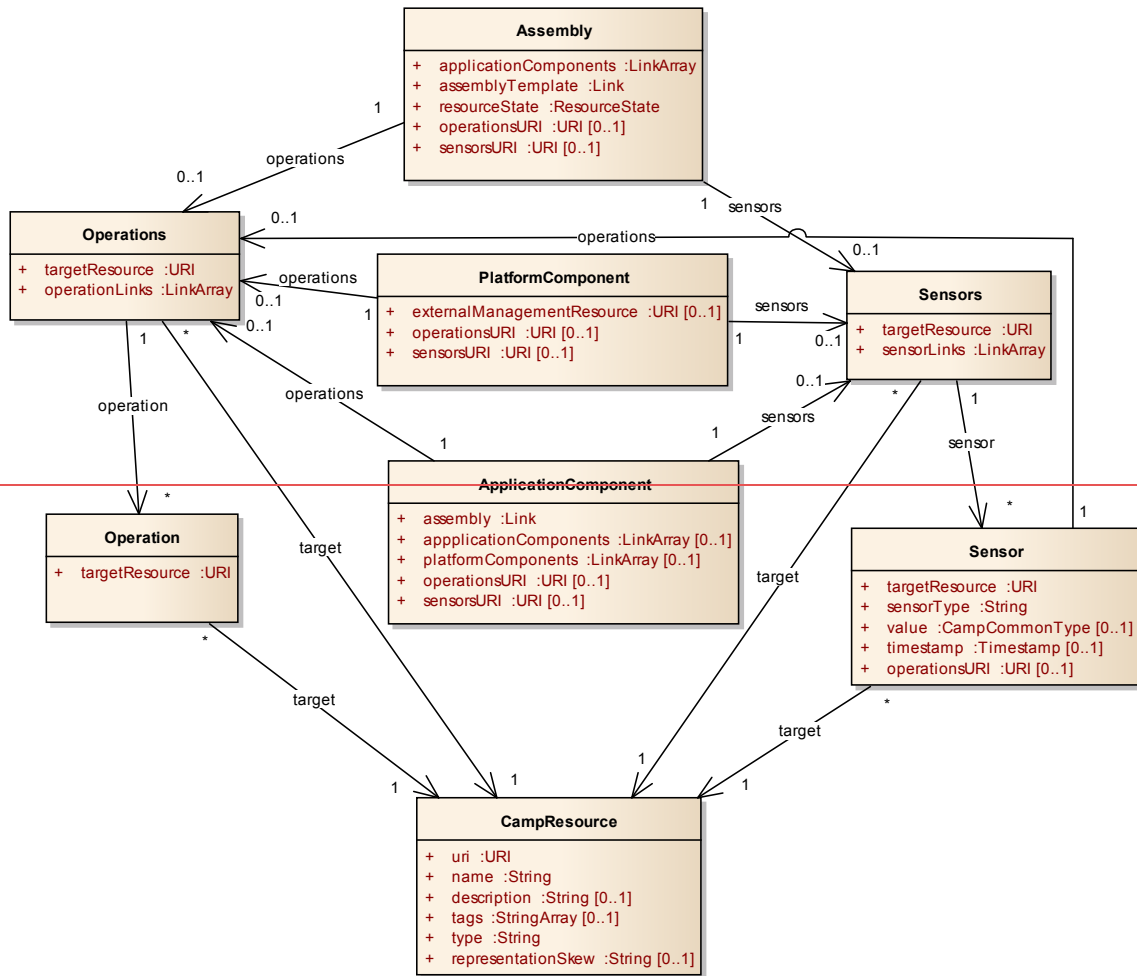 Assembly
+ applicationComponents :LinkArray
+ assemblyTemplate :Link
+ resourceState :ResourceState
+ operationsURI :URI [0..1]
+ sensorsURI :URI [0..1]
1
operations
0..1
1
sensors
0..1
Operations
+ targetResource :URI
+ operationLinks :LinkArray
0..1
operations
1
PlatformComponent
+ externalManagementResource :URI [0..1]
+ operationsURI :URI [0..1]
+ sensorsURI :URI [0..1]
operations
0..1
1
sensors
1
0..1
Sensors
+ targetResource :URI
+ sensorLinks :LinkArray
0..1
operations
1
0..1
sensors
1
1
operation
*
*
target
1
*
target
1
1
sensor
*
ApplicationComponent
+ assembly :Link
+ appplicationComponents :LinkArray [0..1]
+ platformComponents :LinkArray [0..1]
+ operationsURI :URI [0..1]
+ sensorsURI :URI [0..1]
Operation
+ targetResource :URI
*
target
1
Sensor
+ targetResource :URI
+ sensorType :String
+ value :CampCommonType [0..1]
+ timestamp :Timestamp [0..1]
+ operationsURI :URI [0..1]
*
target
1
CampResource
+ uri :URI
+ name :String
+ description :String [0..1]
+ tags :StringArray [0..1]
+ type :String
+ representationSkew :String [0..1]